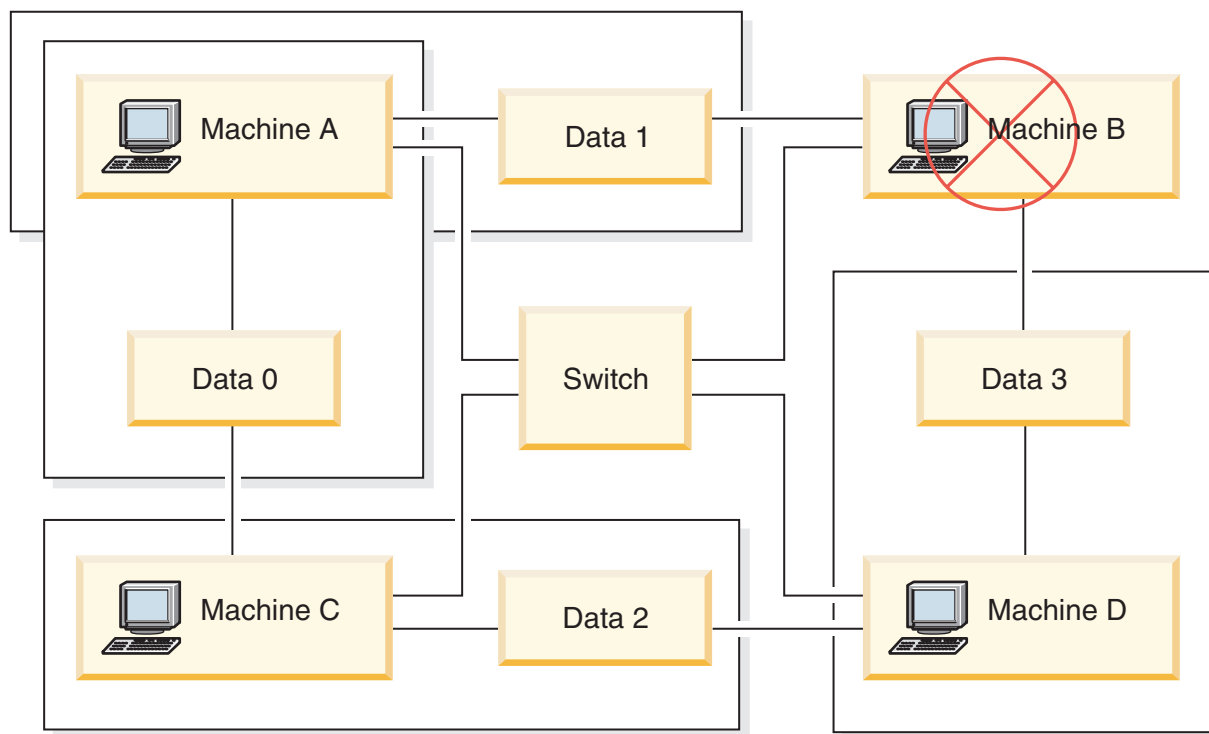 Machine A
Data 1
Machine B
Data 0
Switch
Data 3
Machine C
Data 2
Machine D